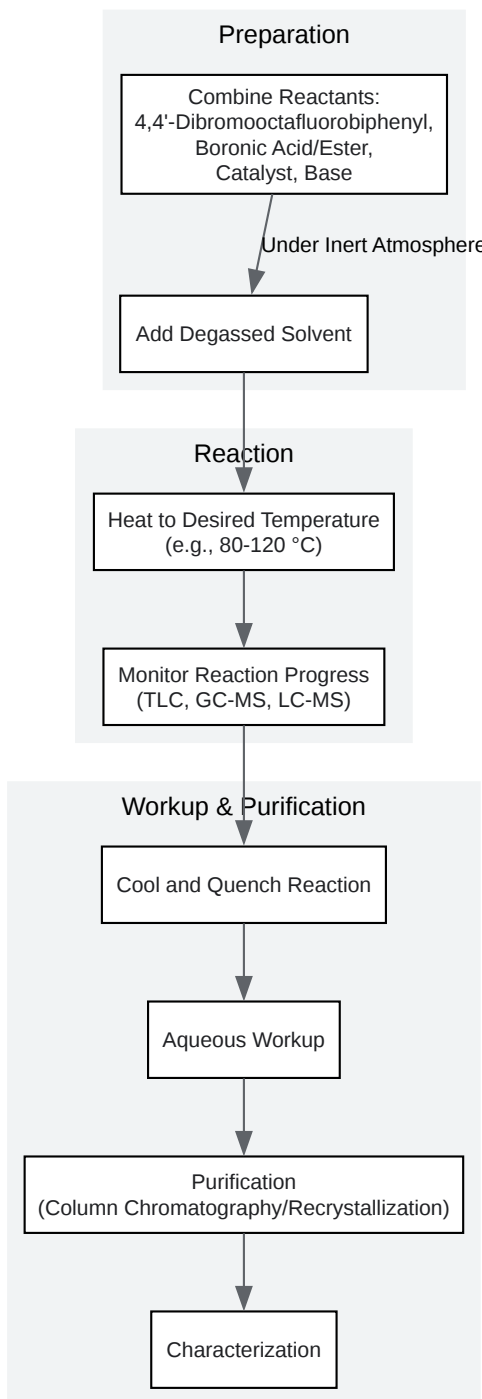 Preparation
Combine Reactants:
4,4'-Dibromooctafluorobiphenyl,
Boronic Acid/Ester,
Catalyst, Base
Under Inert Atmosphere
Add Degassed Solvent
Reaction
Heat to Desired Temperature
(e.g., 80-120 °C)
Monitor Reaction Progress
(TLC, GC-MS, LC-MS)
Workup & Purification
Cool and Quench Reaction
Aqueous Workup
Purification
(Column Chromatography/Recrystallization)
Characterization